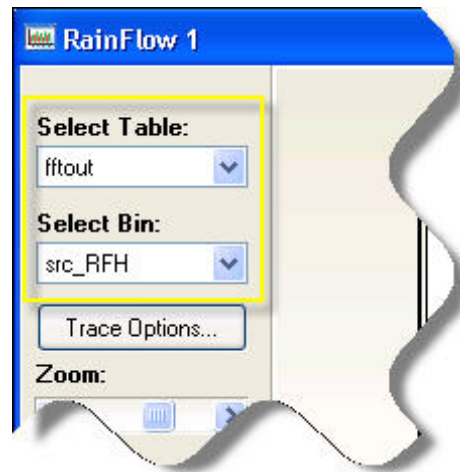 RainFlow 1
Select Table:
fftout
Select Bin:
src_RFH
Trace Options...
Zoom: